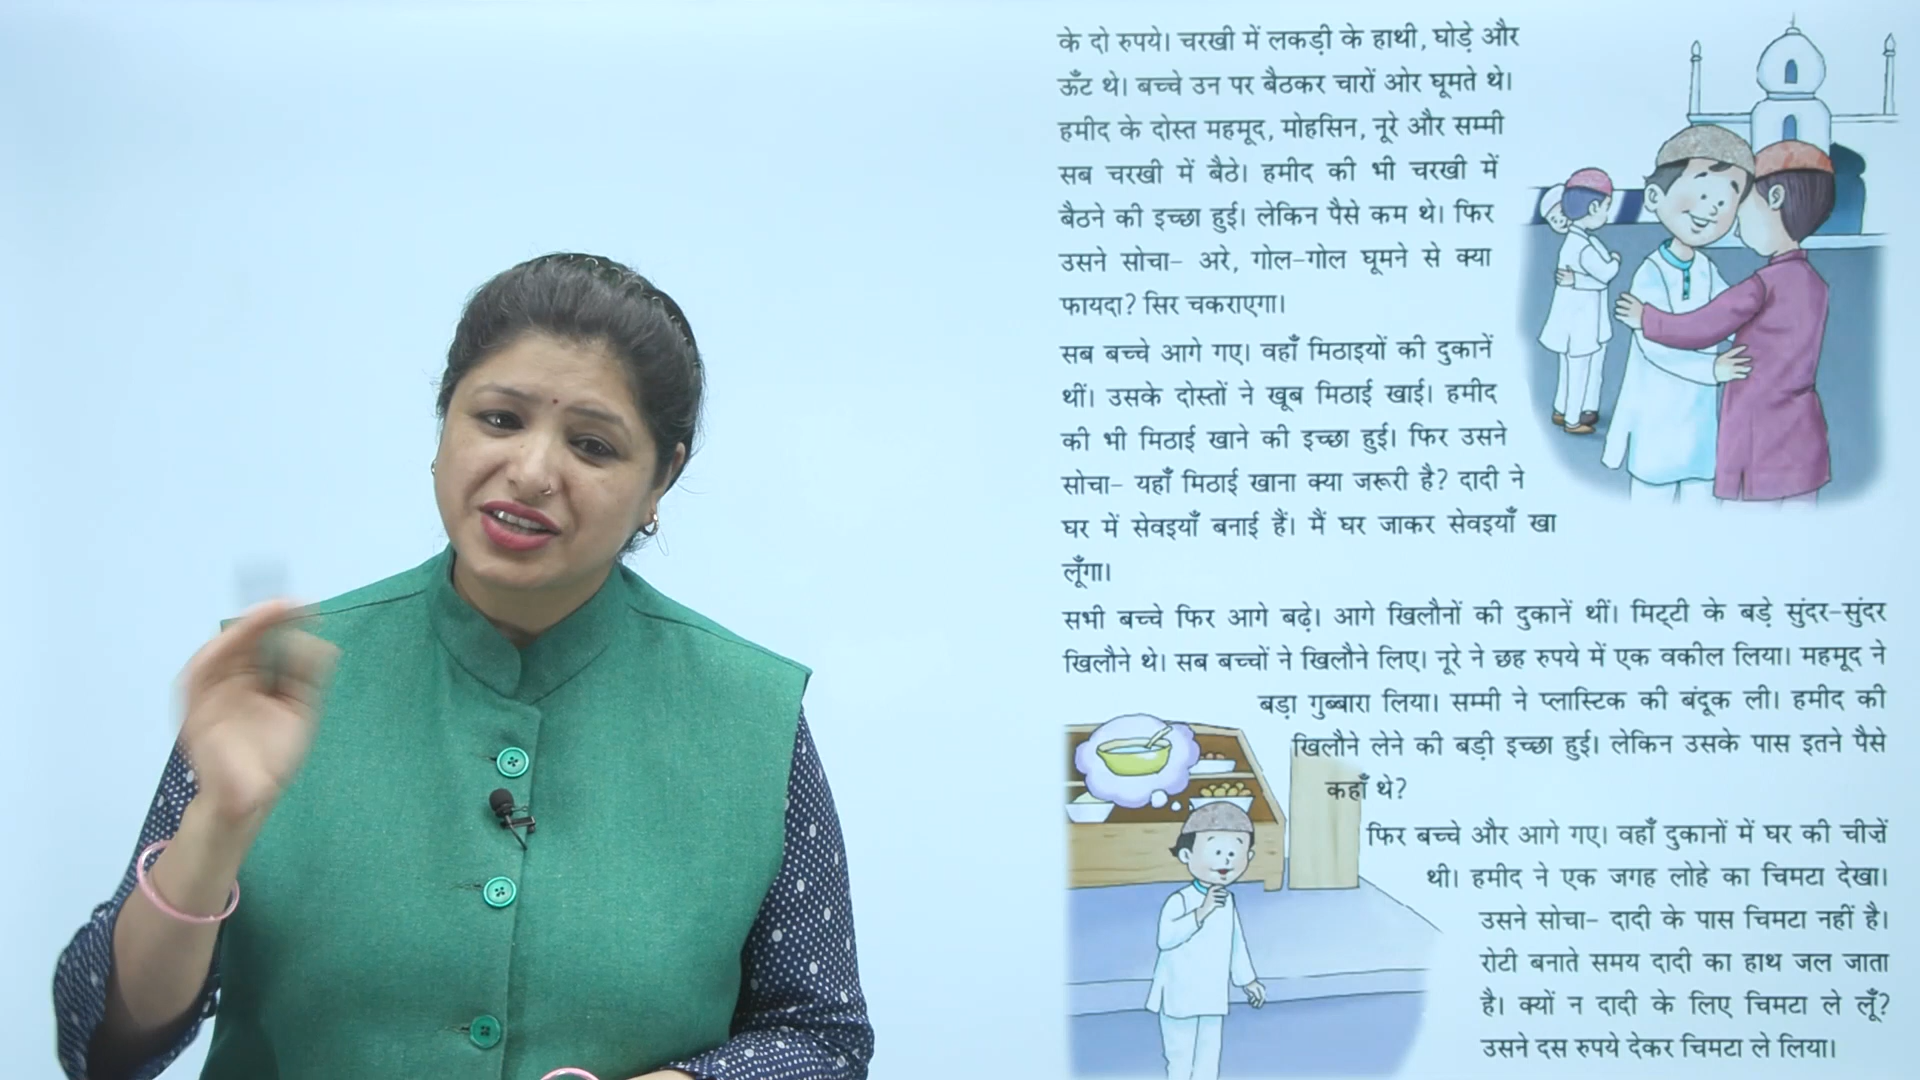 के दो रुपये। चरखी में लकड़ी के हाथी, घोड़े और
ऊँट थे। बच्चे उन पर बैठकर चारों ओर घूमते थे।
हमीद के दोस्त महमूद, मोहसिन, नूरे और सम्मी
सब चरखी में बैठे। हमीद की भी चरखी में
बैठने की इच्छा हुई। लेकिन पैसे कम थे। फिर
उसने सोचा- अरे, गोल-गोल घूमने से क्या
फायदा? सिर चकराएगा।
सब बच्चे आगे गए। वहाँ मिठाइयों की दुकानें
थीं। उसके दोस्तों ने खूब मिठाई खाई। हमीद
की भी मिठाई खाने की इच्छा हुई। फिर उसने
सोचा- यहाँ मिठाई खाना क्या जरूरी है? दादी ने
घर में सेवइयाँ बनाई हैं। मैं घर जाकर सेवइयाँ खा
लूँगा।
सभी बच्चे फिर आगे बढ़े। आगे खिलौनों की दुकानें थीं। मिट्टी के बड़े सुंदर-सुंदर
खिलौने थे। सब बच्चों ने खिलौने लिए। नूरे ने छह रुपये में एक वकील लिया। महमूद ने
बड़ा गुब्बारा लिया। सम्मी ने प्लास्टिक की बंदूक ली। हमीद की
खिलौने लेने की बड़ी इच्छा हुई। लेकिन उसके पास इतने पैसे
कहाँ थे?
फिर बच्चे और आगे गए। वहाँ दुकानों में घर की चीज़ें
थी। हमीद ने एक जगह लोहे का चिमटा देखा।
उसने सोचा- दादी के पास चिमटा नहीं है।
रोटी बनाते समय दादी का हाथ जल जाता
है। क्यों न दादी के लिए चिमटा ले लूँ?
उसने दस रुपये देकर चिमटा ले लिया।